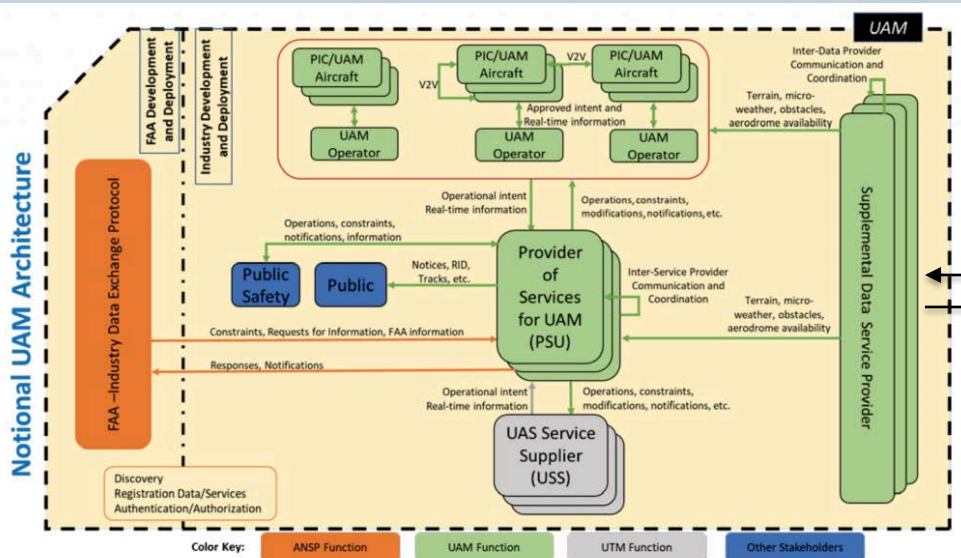 Notional UAM Architecture
FAA Development
and Deployment
Industry Development
and Deployment
UAM
PIC/UAM
Aircraft
V2V
PIC/UAM
Aircraft
V2V
PIC/UAM
Aircraft
Approved intent and
Real-time information
UAM
Operator
UAM
Operator
UAM
Operator
Inter-Data Provider
Communication and
Coordination
Terrain, micro-
weather, obstacles,
aerodrome availability
Supplemental Data Service Provider
FAA –Industry Data Exchange Protocol
Operational intent
Real-time information
Operations, constraints,
modifications, notifications, etc.
Operations, constraints,
notifications, information
Public
Safety
Public
Notices, RID,
Tracks, etc.
Provider
of
Services
for UAM
(PSU)
Inter-Service Provider
Communication and
Coordination
Terrain, micro-
weather, obstacles,
aerodrome availability
Constraints, Requests for Information, FAA information
Responses, Notifications
Operational intent
Real-time information
Operations, constraints,
modifications, notifications, etc.
UAS Service
Supplier
(USS)
Discovery
Registration Data/Services
Authentication/Authorization
Color Key:
ANSP Function
UAM Function
UTM Function
Other Stakeholders